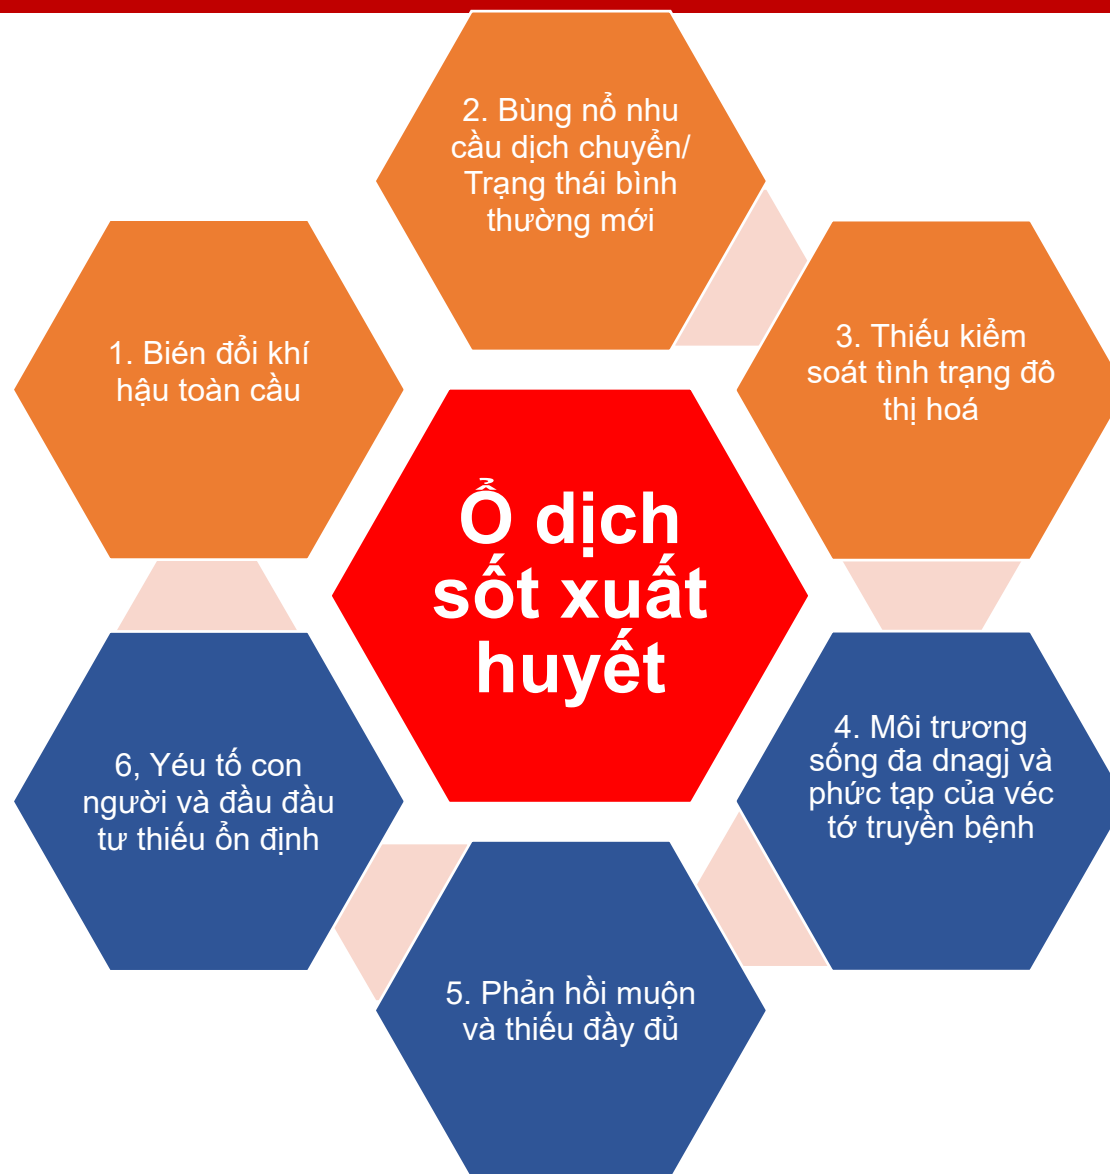 2. Bùng nổ nhu
cầu dịch chuyển/
Trạng thái bình
thường mới
1. Bién đổi khí
hậu toàn cầu
3. Thiếu kiểm
soát tình trạng đô
thị hoá
Ổ dịch
sốt xuất
huyết
4. Môi trương
sống đa dnagj và
phức tạp của véc
tớ truyền bệnh
6, Yéu tố con
người và đầu đầu
tư thiếu ổn định
5. Phản hồi muộn
và thiếu đầy đủ